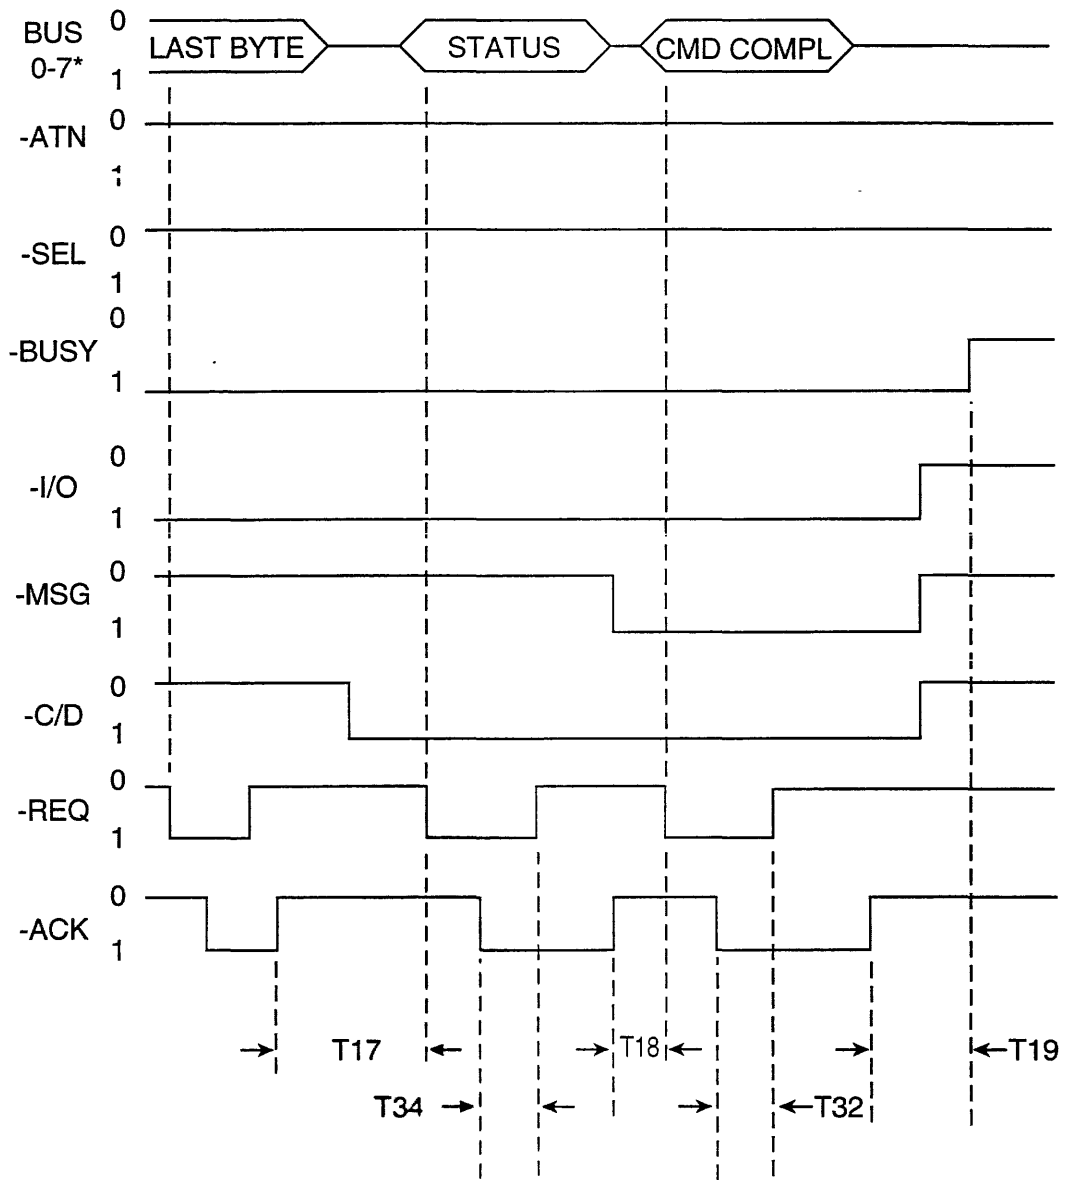 BUS 0-7*
0
1
LAST BYTE
STATUS
CMD COMPL
-ATN
0
1
-SEL
0
1
-BUSY
0
1
-I/O
0
1
-MSG
0
1
-C/D
0
1
-REQ
0
1
-ACK
0
1
T17
T18
T19
T34
T32